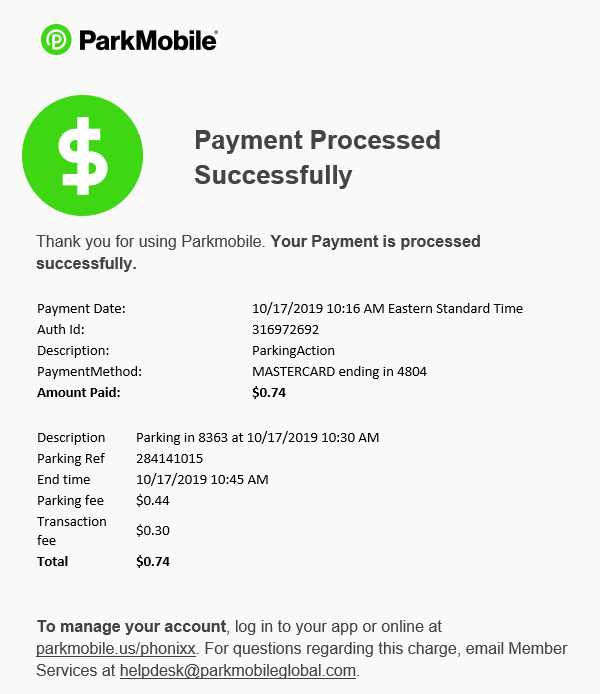 ParkMobile
Payment Processed
Successfully
Thank you for using Parkmobile. Your Payment is processed
successfully.
Payment Date: 10/17/2019 10:16 AM Eastern Standard Time
Auth Id: 316972692
Description: ParkingAction
PaymentMethod: MASTERCARD ending in 4804
Amount Paid: $0.74
Description Parking in 8363 at 10/17/2019 10:30 AM
Parking Ref 284141015
End time 10/17/2019 10:45 AM
Parking fee $0.44
Transaction
fee $0.30
Total $0.74
To manage your account, log in to your app or online at
parkmobile.us/phonixx. For questions regarding this charge, email Member
Services at helpdesk@parkmobileglobal.com.